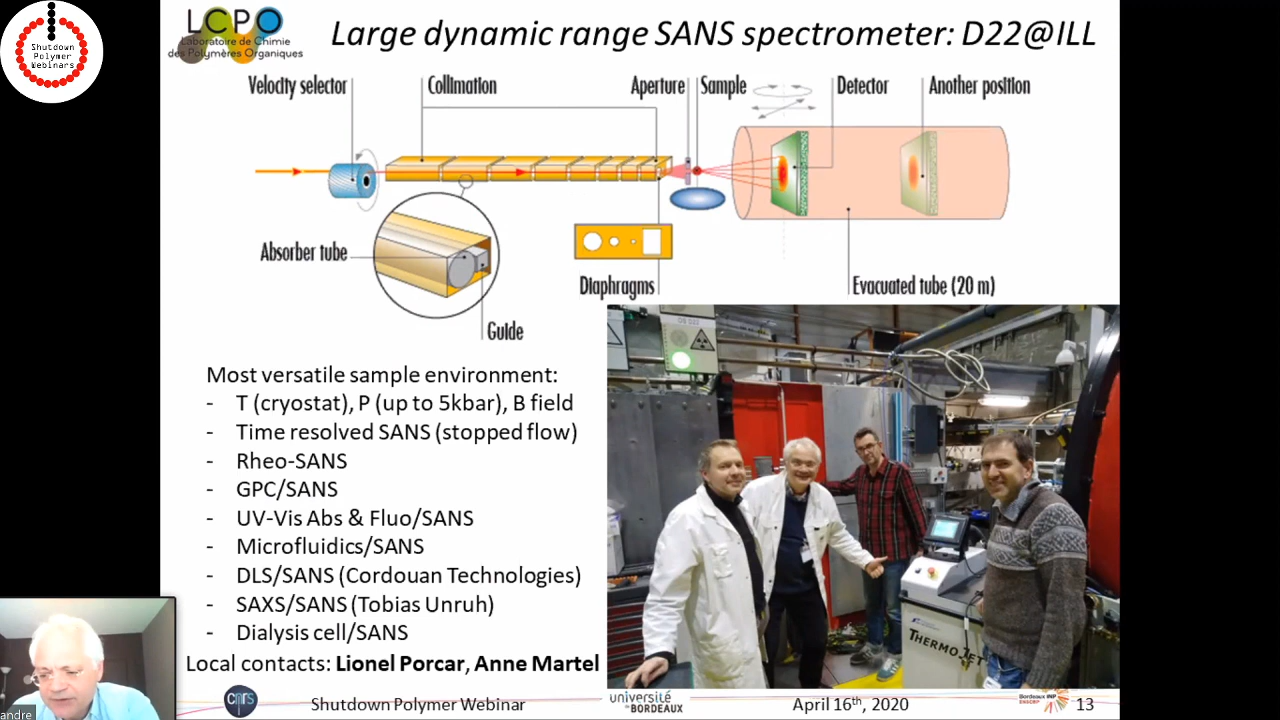 Shutdown
Polymer
Webinars
LCPO
Laboratoire de Chimie
des Polymères Organiques
Large dynamic range SANS spectrometer: D22@ILL
Velocity selector
Collimation
Aperture
Sample
Detector
Another position
Absorber tube
Guide
Diaphragms
Evacuated tube (20 m)
Most versatile sample environment:
- T (cryostat), P (up to 5kbar), B field
- Time resolved SANS (stopped flow)
- Rheo-SANS
- GPC/SANS
- UV-Vis Abs & Fluo/SANS
- Microfluidics/SANS
- DLS/SANS (Cordouan Technologies)
- SAXS/SANS (Tobias Unruh)
- Dialysis cell/SANS
Local contacts: Lionel Porcar, Anne Martel
THERMOJET
andre
cnrs
Shutdown Polymer Webinar
université
de BORDEAUX
April 16th, 2020
Bordeaux INP
13